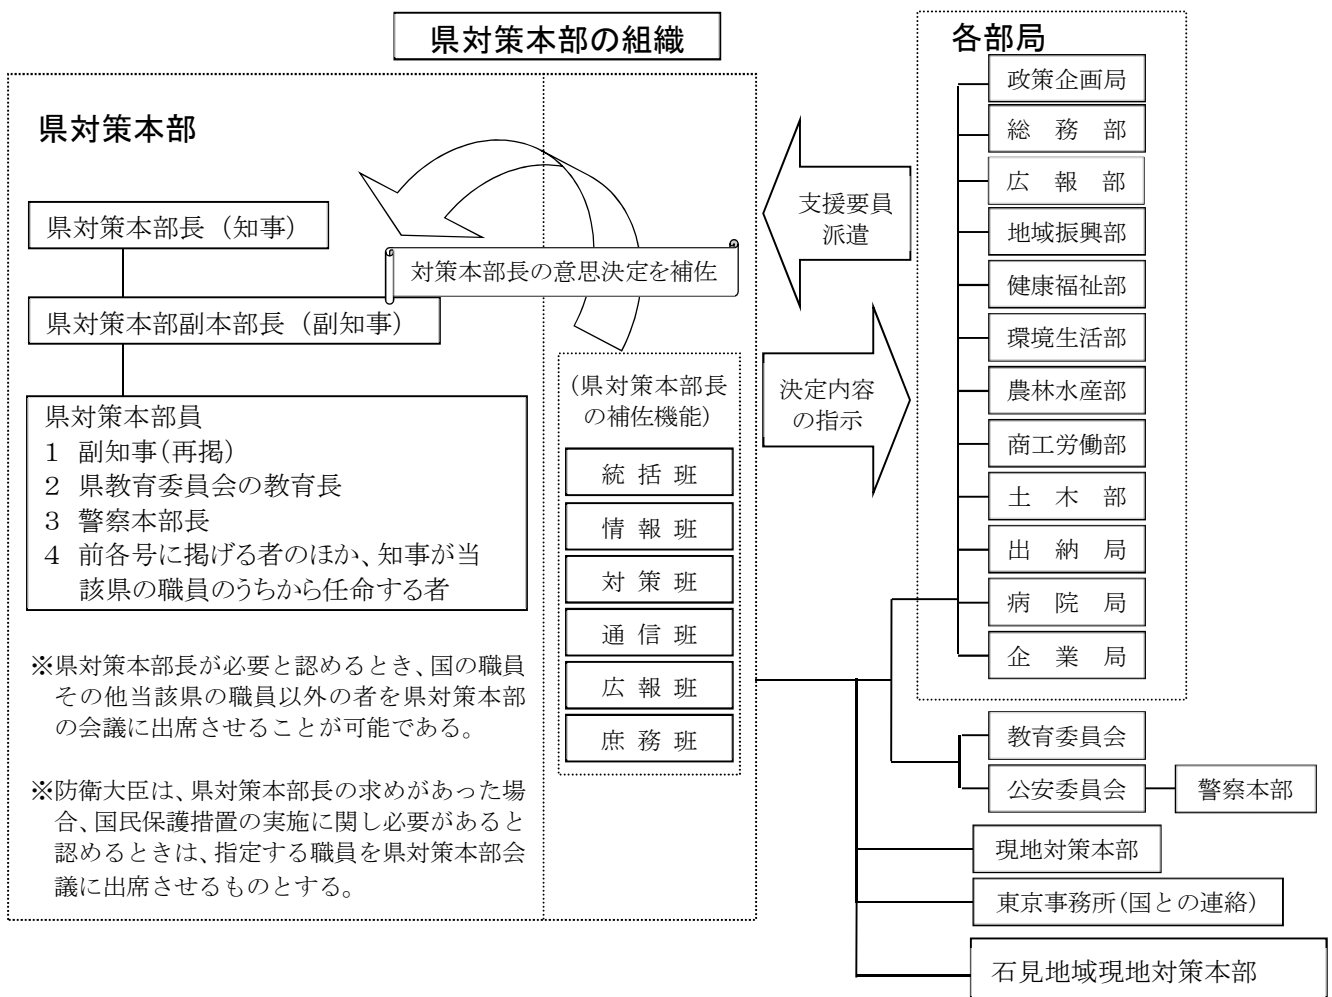 県対策本部の組織
県対策本部
県対策本部長（知事）
県対策本部副本部長（副知事）
県対策本部員
1 副知事（再掲）
2 県教育委員会の教育長
3 警察本部長
4 前各号に掲げる者のほか、知事が当
該県の職員のうちから任命する者
※県対策本部長が必要と認めるとき、国の職員
その他当該県の職員以外の者を県対策本部
の会議に出席させることが可能である。
※防衛大臣は、県対策本部長の求めがあった場
合、国民保護措置の実施に関し必要があると
認めるときは、指定する職員を県対策本部会
議に出席させるものとする。
対策本部長の意思決定を補佐
（県対策本部長
の補佐機能）
統括班
情報班
対策班
通信班
広報班
庶務班
支援要員
派遣
決定内容
の指示
各部局
政策企画局
総務部
広報部
地域振興部
健康福祉部
環境生活部
農林水産部
商工労働部
土木部
出納局
病院局
企業局
教育委員会
公安委員会
警察本部
現地対策本部
東京事務所（国との連絡）
石見地域現地対策本部